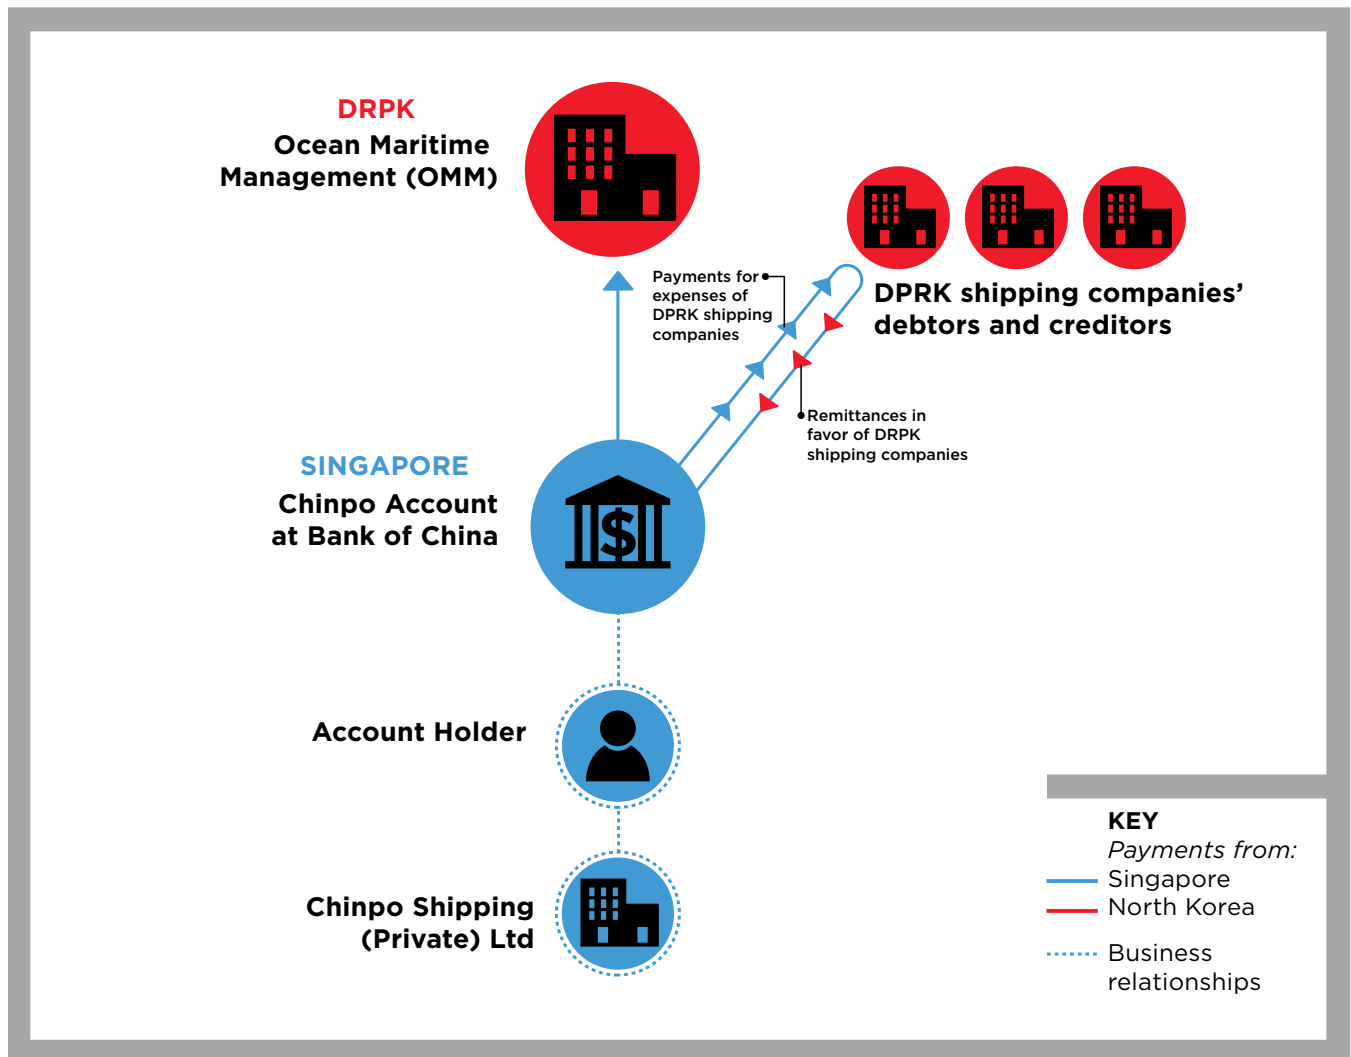 DRPK
Ocean Maritime
Management (OMM)
Payments for
expenses of
DPRK shipping
companies
DPRK shipping companies’
debtors and creditors
Remittances in
favor of DRPK
shipping companies
SINGAPORE
Chinpo Account
at Bank of China
$
Account Holder
Chinpo Shipping
(Private) Ltd
KEY
Payments from:
Singapore
North Korea
Business
relationships